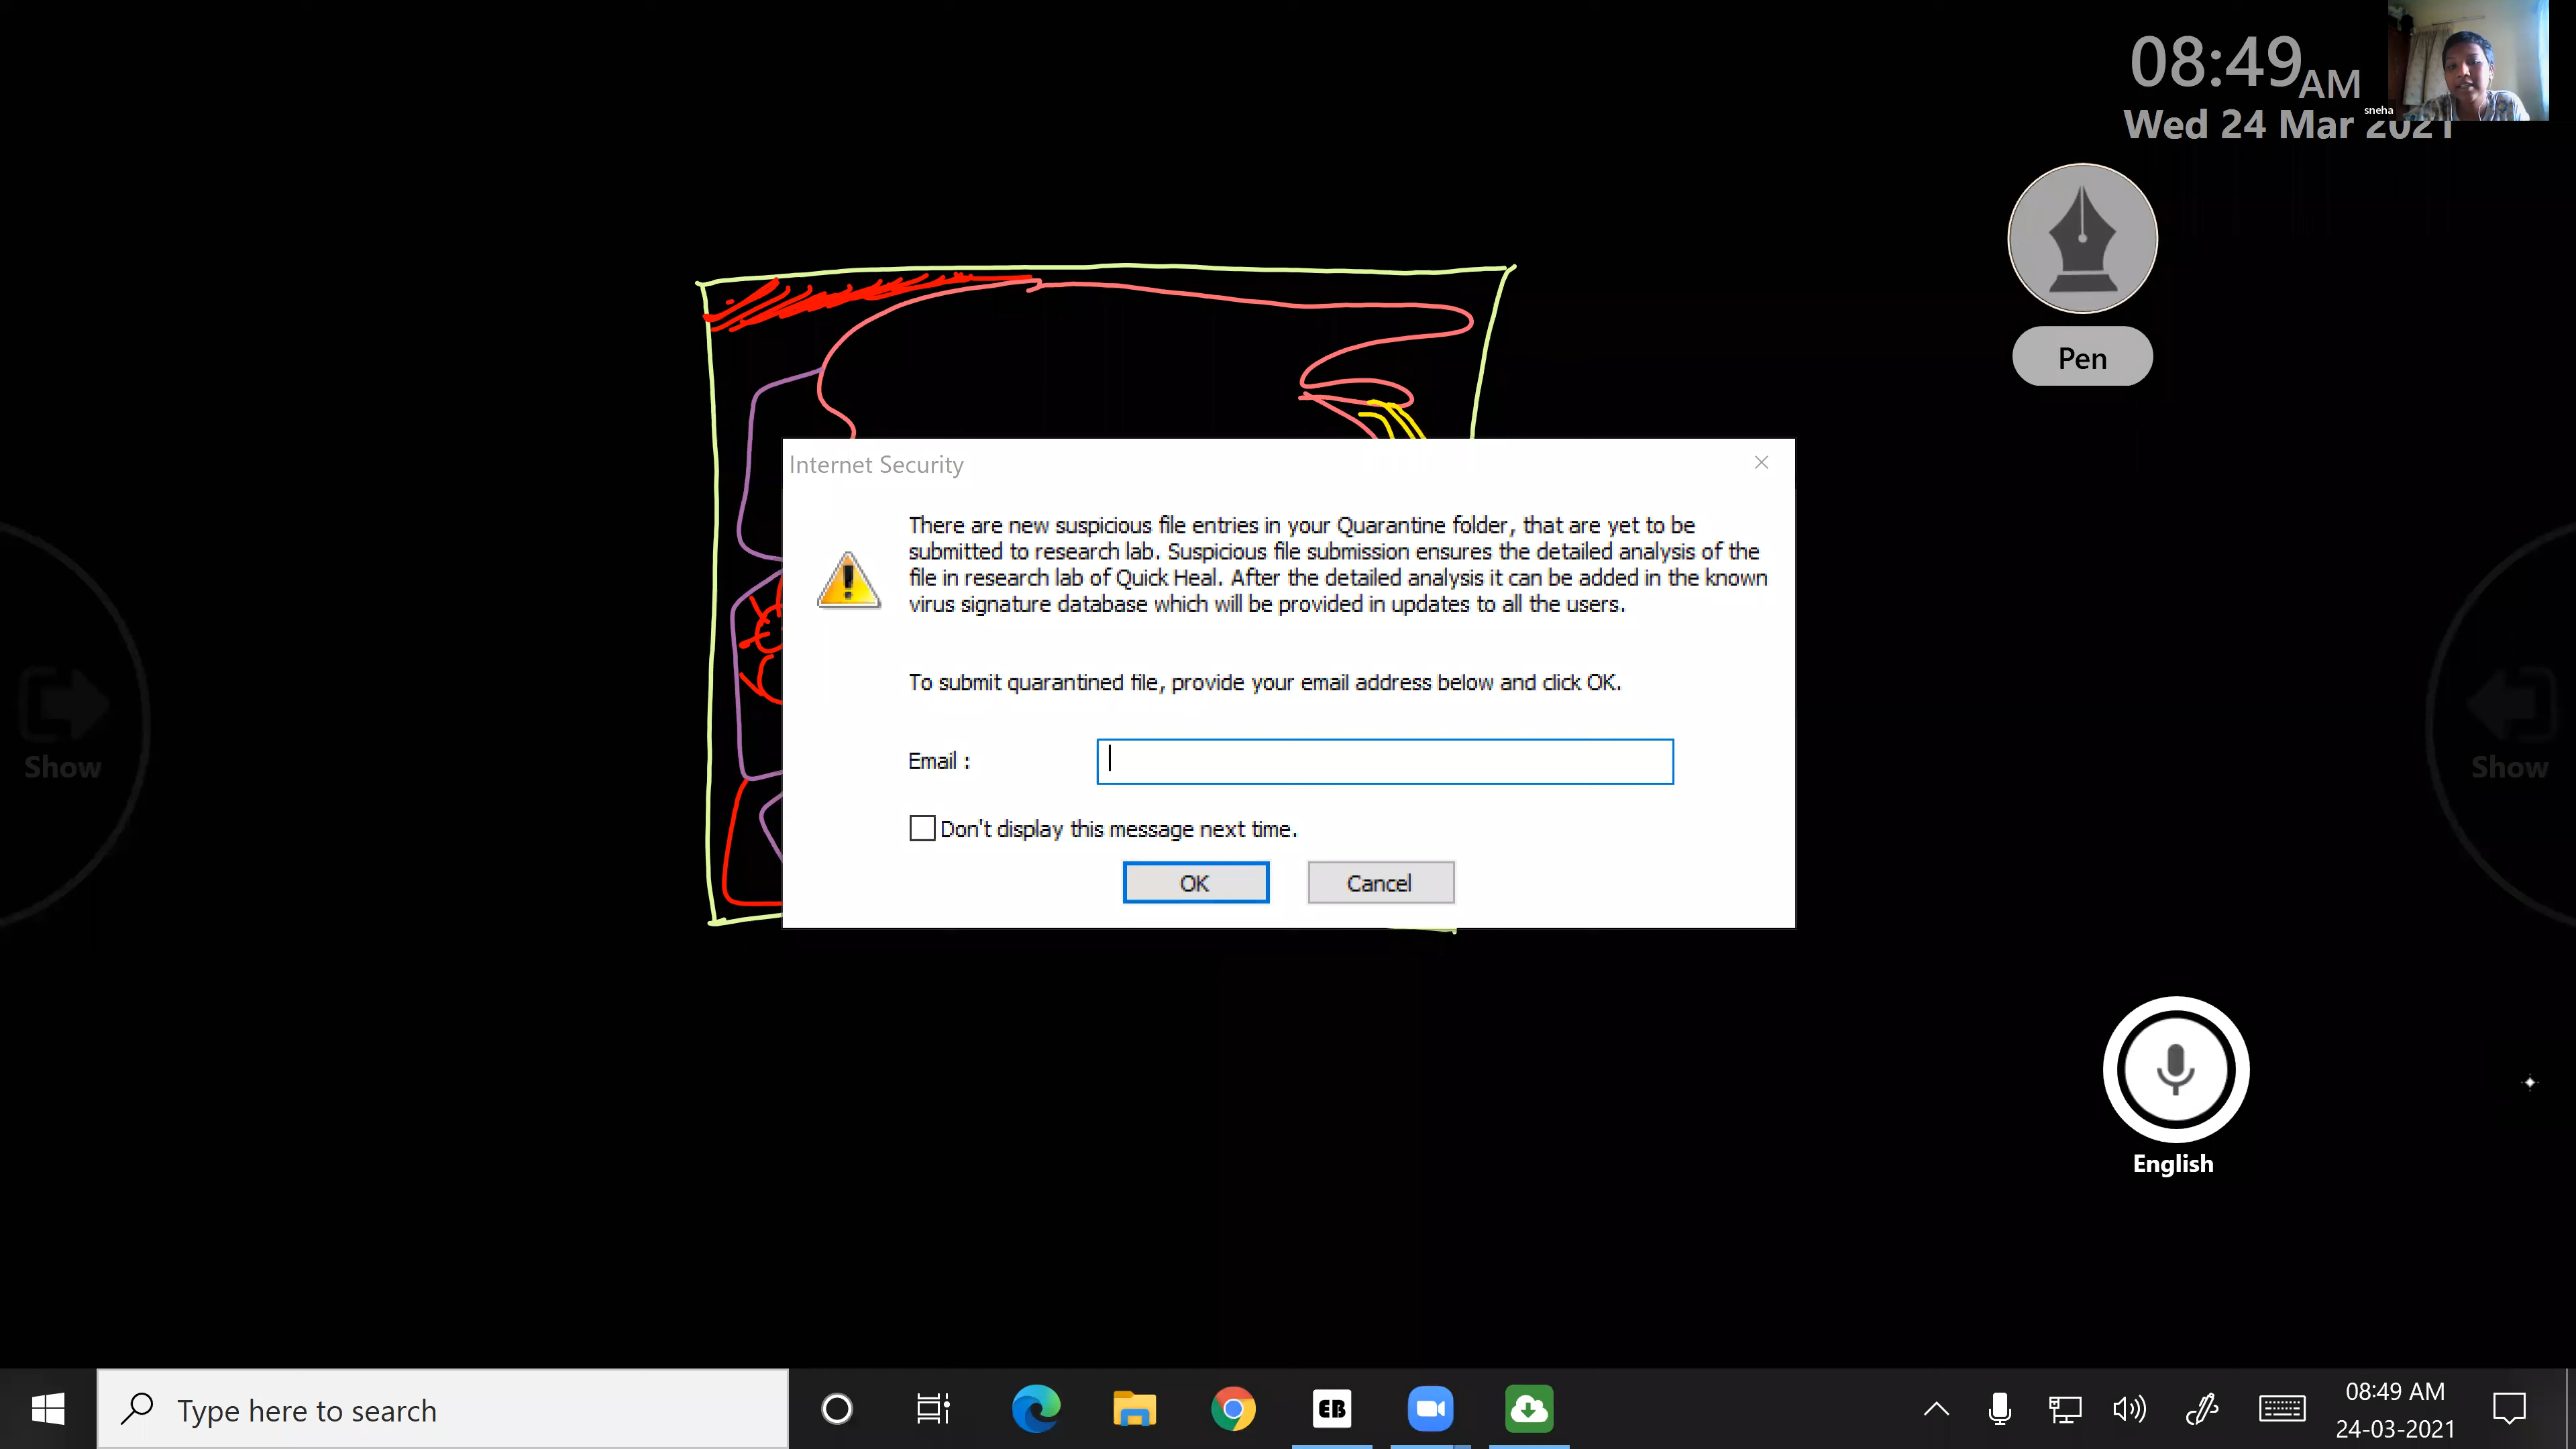 08:49 AM
sneha
Wed 24 Mar 2021
Pen
Internet Security
There are new suspicious file entries in your Quarantine folder, that are yet to be
submitted to research lab. Suspicious file submission ensures the detailed analysis of the
file in research lab of Quick Heal. After the detailed analysis it can be added in the known
virus signature database which will be provided in updates to all the users.
To submit quarantined file, provide your email address below and click OK.
Show
Email :
Show
Don't display this message next time.
OK
Cancel
English
Type here to search
EB
08:49 AM
24-03-2021